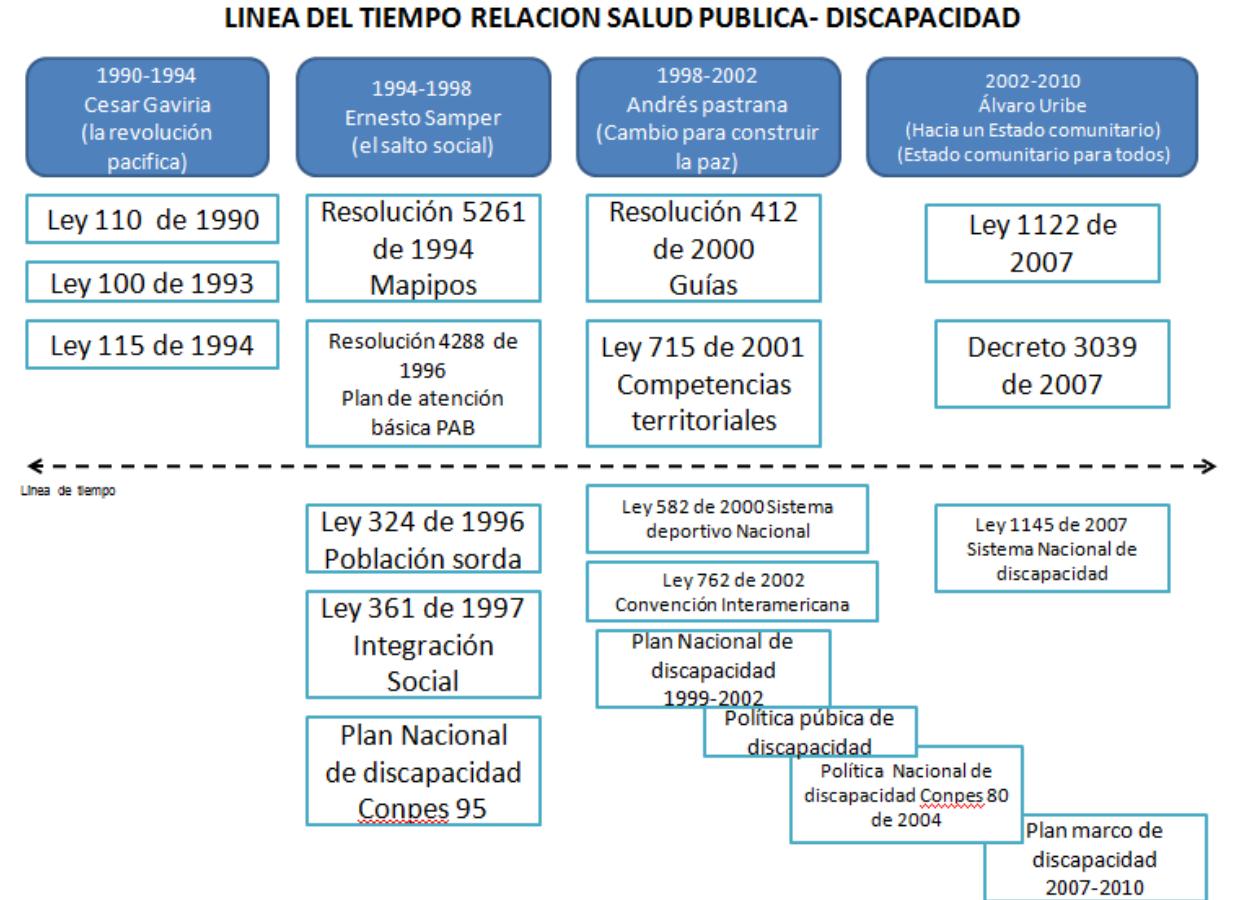 LINEA DEL TIEMPO RELACION SALUD PUBLICA- DISCAPACIDAD
1990-1994
Cesar Gaviria
(la revolución
pacifica)
1994-1998
Ernesto Samper
(el salto social)
1998-2002
Andrés pastrana
(Cambio para construir
la paz)
2002-2010
Álvaro Uribe
(Hacia un Estado comunitario)
(Estado comunitario para todos)
Ley 110 de 1990
Ley 100 de 1993
Ley 115 de 1994
Resolución 5261
de 1994
Mapipos
Resolución 4288 de
1996
Plan de atención
básica PAB
Resolución 412
de 2000
Guías
Ley 715 de 2001
Competencias
territoriales
Ley 1122 de
2007
Decreto 3039
de 2007
Línea de tiempo
Ley 324 de 1996
Población sorda
Ley 361 de 1997
Integración
Social
Plan Nacional
de discapacidad
Conpes 95
Ley 582 de 2000 Sistema
deportivo Nacional
Ley 762 de 2002
Convención Interamericana
Plan Nacional de
discapacidad
1999-2002
Política púbica de
discapacidad
Política Nacional de
discapacidad Conpes 80
de 2004
Plan marco de
discapacidad
2007-2010
Ley 1145 de 2007
Sistema Nacional de
discapacidad